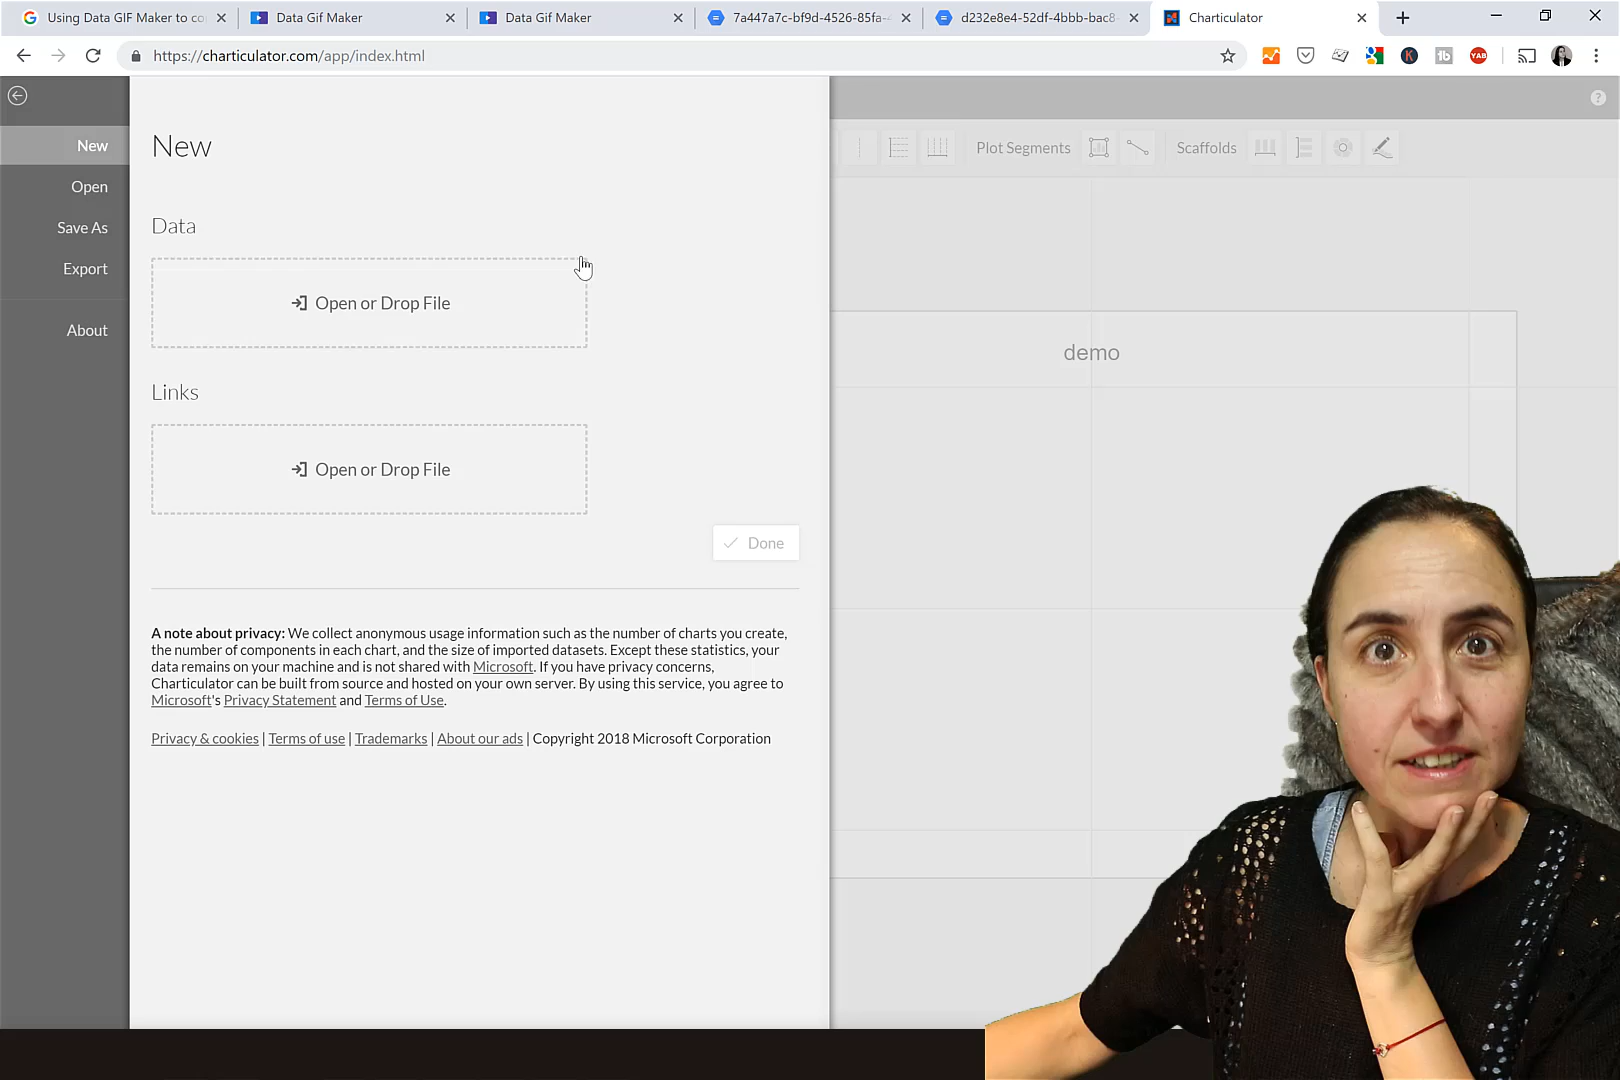 Using Data GIF Maker to co
Data Gif Maker
Data Gif Maker
7a447a7c-bf9d-4526-85fa-4
d232e8e4-52df-4bbb-bac8-
Charticulator
https://charticulator.com/app/index.html
K
tb
YAB
New
Open
Save As
Export
About
New
Data
Open or Drop File
Links
Open or Drop File
Done
A note about privacy: We collect anonymous usage information such as the number of charts you create,
the number of components in each chart, and the size of imported datasets. Except these statistics, your
data remains on your machine and is not shared with Microsoft. If you have privacy concerns,
Charticulator can be built from source and hosted on your own server. By using this service, you agree to
Microsoft's Privacy Statement and Terms of Use.
Privacy & cookies | Terms of use | Trademarks | About our ads | Copyright 2018 Microsoft Corporation
Plot Segments
Scaffolds
demo